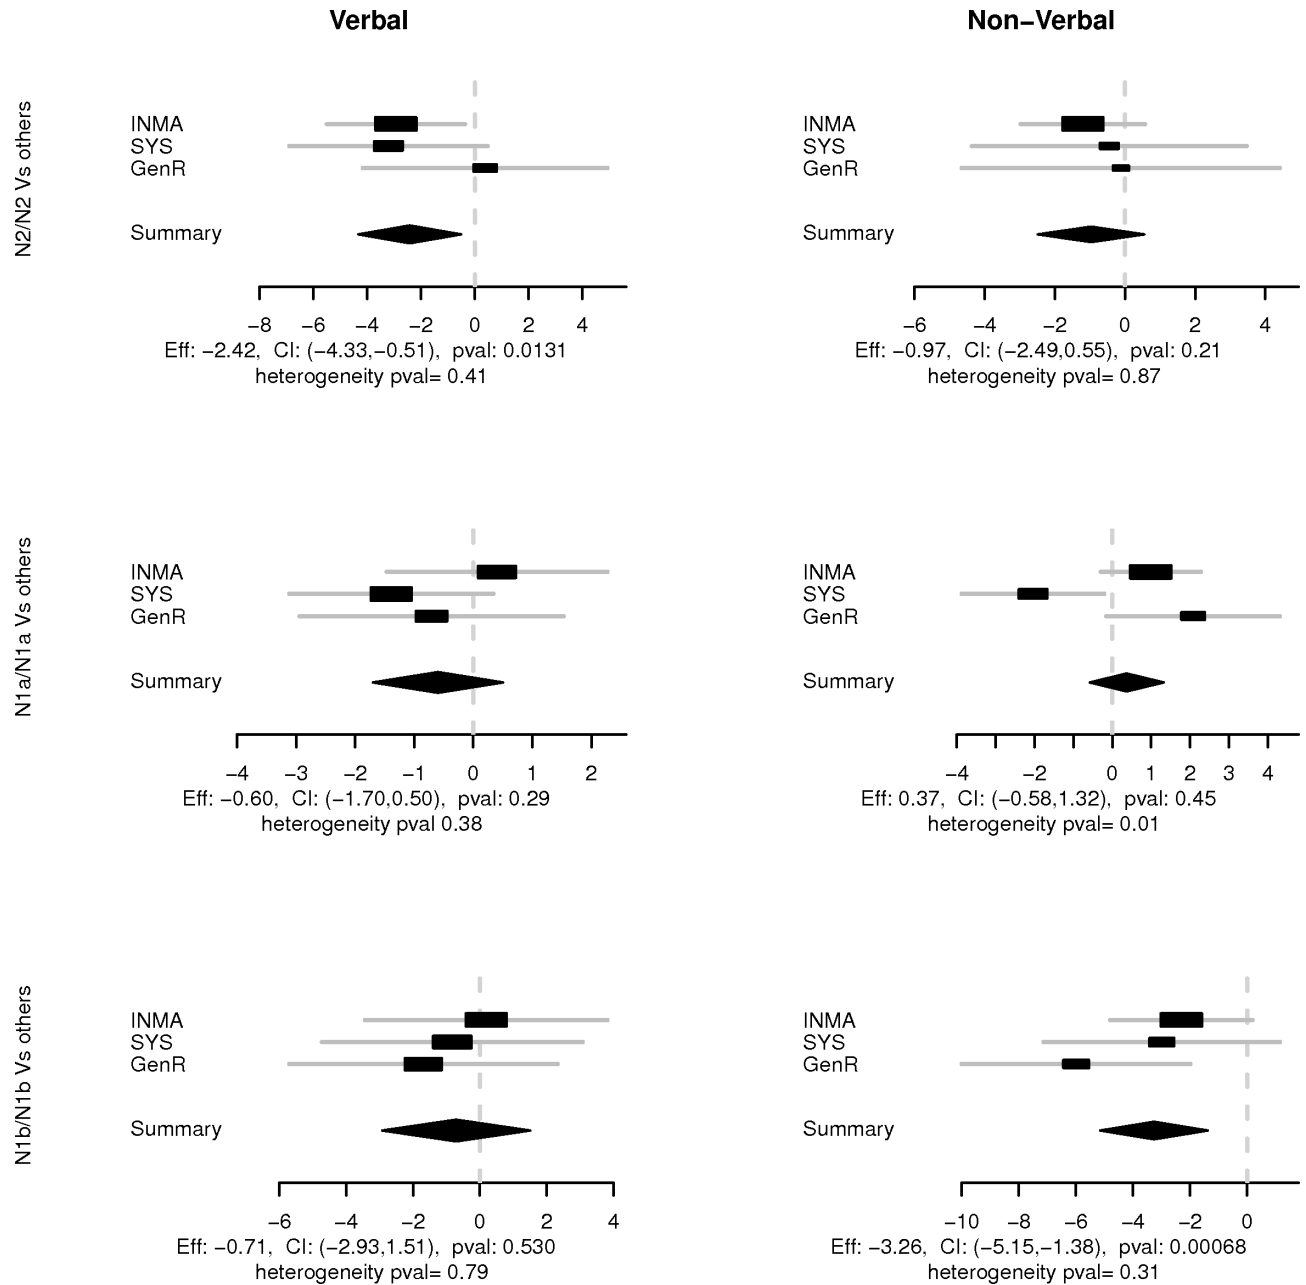 Verbal
Non−Verbal
N2/N2 Vs others
INMA
SYS
GenR
Summary
−8 −6 −4 −2 0 2 4
Eff: −2.42, CI: (−4.33,−0.51), pval: 0.0131
heterogeneity pval= 0.41
INMA
SYS
GenR
Summary
−6 −4 −2 0 2 4
Eff: −0.97, CI: (−2.49,0.55), pval: 0.21
heterogeneity pval= 0.87
N1a/N1a Vs others
INMA
SYS
GenR
Summary
−4 −3 −2 −1 0 1 2
Eff: −0.60, CI: (−1.70,0.50), pval: 0.29
heterogeneity pval 0.38
INMA
SYS
GenR
Summary
−4 −2 0 1 2 3 4
Eff: 0.37, CI: (−0.58,1.32), pval: 0.45
heterogeneity pval= 0.01
N1b/N1b Vs others
INMA
SYS
GenR
Summary
−6 −4 −2 0 2 4
Eff: −0.71, CI: (−2.93,1.51), pval: 0.530
heterogeneity pval= 0.79
INMA
SYS
GenR
Summary
−10 −8 −6 −4 −2 0
Eff: −3.26, CI: (−5.15,−1.38), pval: 0.00068
heterogeneity pval= 0.31